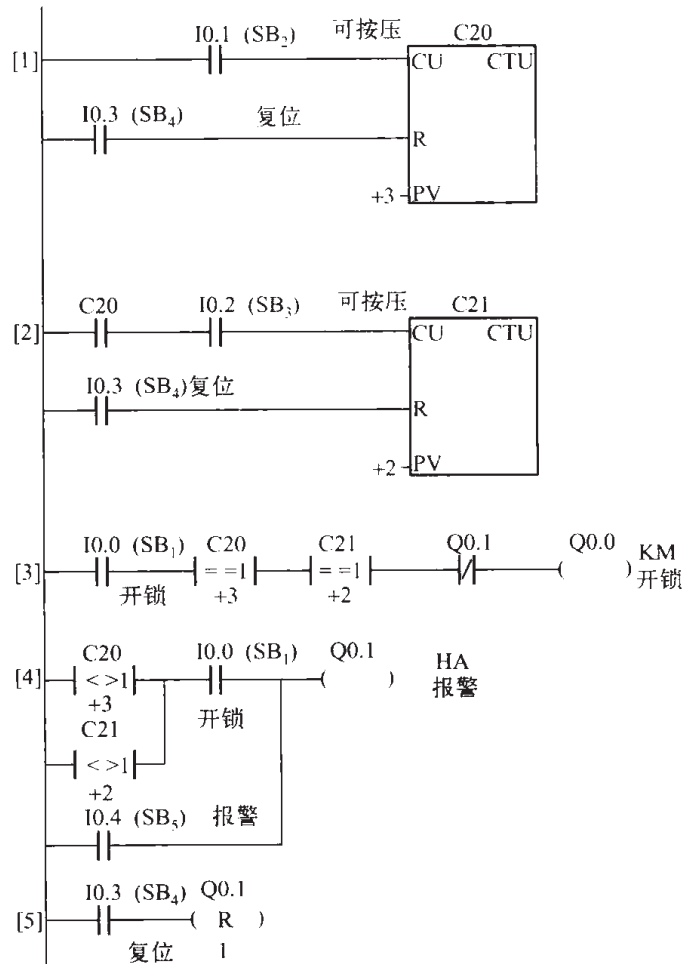 I0.1 (SB₂) 可按压 C20
[1] CU CTU
I0.3 (SB₄) 复位
R
+3 PV
C20 I0.2 (SB₃) 可按压 C21
[2] CU CTU
I0.3 (SB₄)复位
R
+2 PV
I0.0 (SB₁) C20 C21 Q0.1 Q0.0
[3] ==I ==I KM
开锁 +3 +2 开锁
C20 I0.0 (SB₁) Q0.1 HA
[4] <>I 报警
+3 开锁
C21
<>I
+2
I0.4 (SB₅) 报警
I0.3 (SB₄) Q0.1
[5] R
复位 1